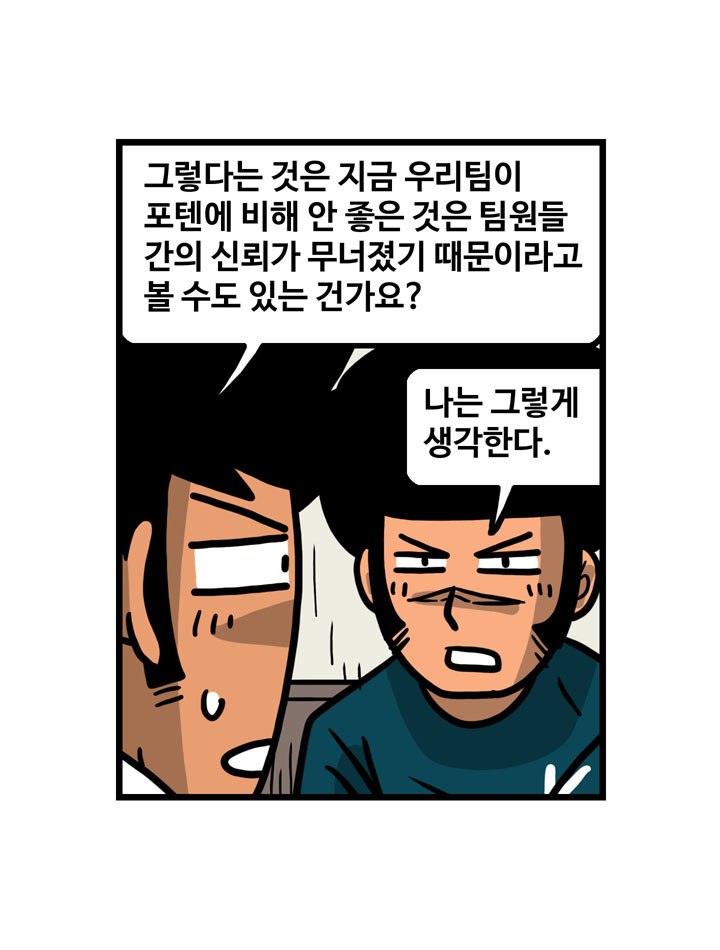 그렇다는 것은 지금 우리팀이
포텐에 비해 안 좋은 것은 팀원들
간의 신뢰가 무너졌기 때문이라고
볼 수도 있는 건가요?
나는 그렇게
생각한다.